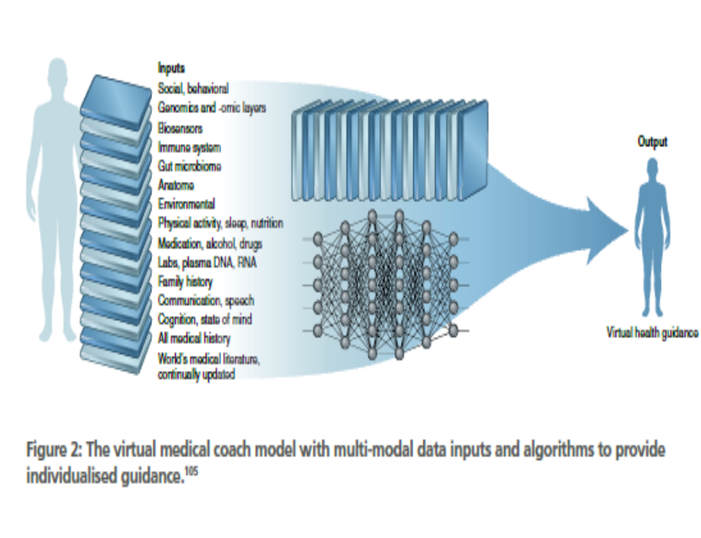 Inputs
Social, behavioral
Genomics and -omic layers
Biosensors
Immune system
Gut microbiome
Anatome
Environmental
Physical activity, sleep, nutrition
Medication, alcohol, drugs
Labs, plasma DNA, RNA
Family history
Communication, speech
Cognition, state of mind
All medical history
World's medical literature,
continually updated
Output
Virtual health guidance
Figure 2: The virtual medical coach model with multi-modal data inputs and algorithms to provide
individualised guidance.105